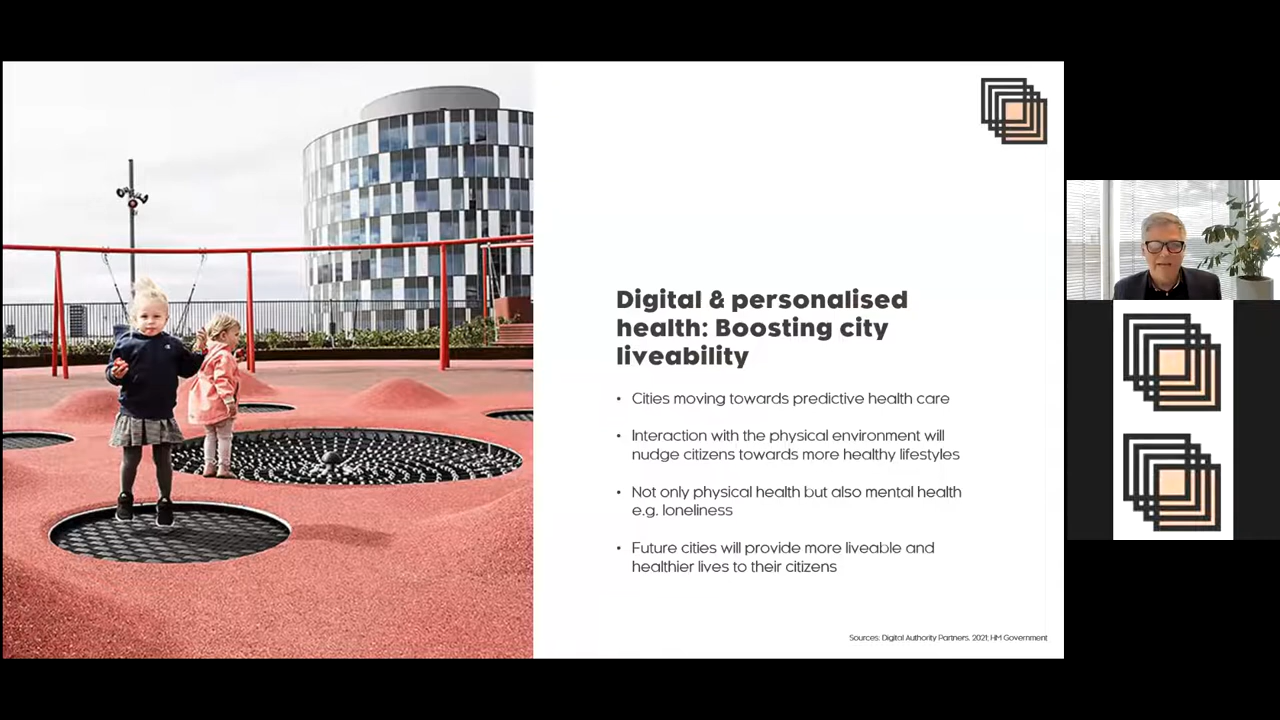 Digital & personalised
health: Boosting city
liveability
• Cities moving towards predictive health care
• Interaction with the physical environment will
nudge citizens towards more healthy lifestyles
• Not only physical health but also mental health
e.g. loneliness
• Future cities will provide more liveable and
healthier lives to their citizens
Sources: Digital Authority Partners. 2021; HM Government